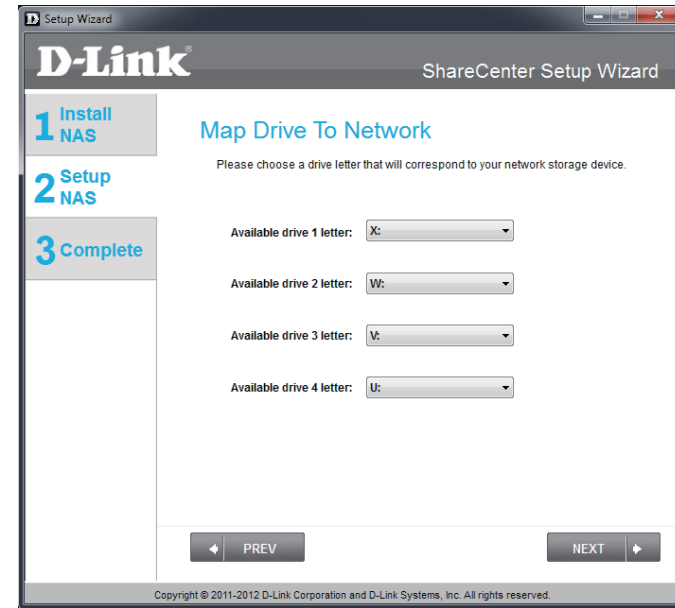 Setup Wizard
D-Link®
ShareCenter Setup Wizard
1 Install
NAS
2 Setup
NAS
3 Complete
Map Drive To Network
Please choose a drive letter that will correspond to your network storage device.
Available drive 1 letter: X:
Available drive 2 letter: W:
Available drive 3 letter: V:
Available drive 4 letter: U:
PREV
NEXT
Copyright © 2011-2012 D-Link Corporation and D-Link Systems, Inc. All rights reserved.